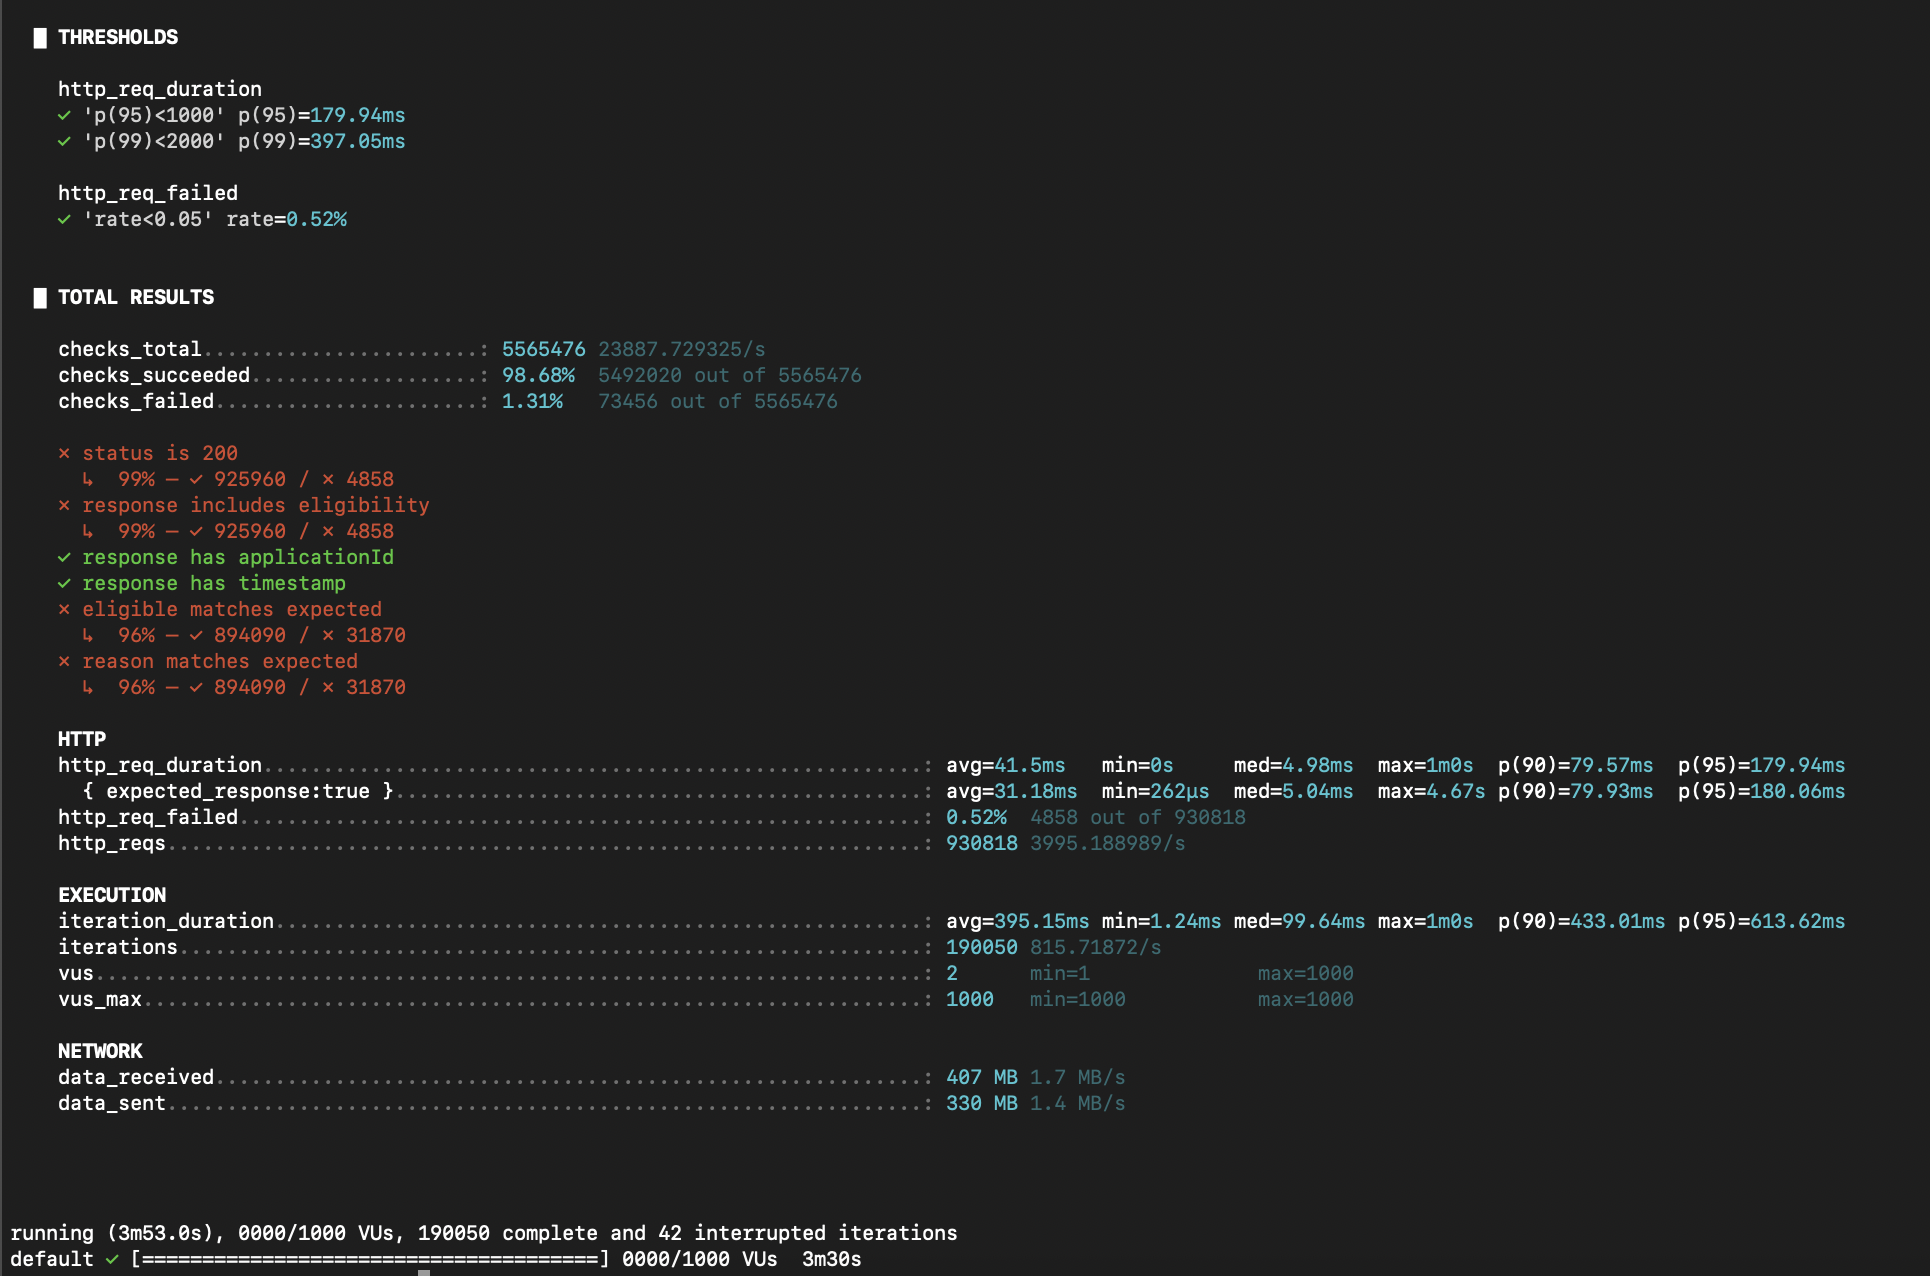 █ THRESHOLDS
http_req_duration
✓ 'p(95)<1000' p(95)=179.94ms
✓ 'p(99)<2000' p(99)=397.05ms
http_req_failed
✓ 'rate<0.05' rate=0.52%
█ TOTAL RESULTS
checks_total.......................: 5565476 23887.729325/s
checks_succeeded...................: 98.68% 5492020 out of 5565476
checks_failed......................: 1.31% 73456 out of 5565476
✗ status is 200
↳ 99% — ✓ 925960 / ✗ 4858
✗ response includes eligibility
↳ 99% — ✓ 925960 / ✗ 4858
✓ response has applicationId
✓ response has timestamp
✗ eligible matches expected
↳ 96% — ✓ 894090 / ✗ 31870
✗ reason matches expected
↳ 96% — ✓ 894090 / ✗ 31870
HTTP
http_req_duration.......................................................: avg=41.5ms min=0s med=4.98ms max=1m0s p(90)=79.57ms p(95)=179.94ms
{ expected_response:true }............................................: avg=31.18ms min=262µs med=5.04ms max=4.67s p(90)=79.93ms p(95)=180.06ms
http_req_failed.........................................................: 0.52% 4858 out of 930818
http_reqs...............................................................: 930818 3995.188989/s
EXECUTION
iteration_duration......................................................: avg=395.15ms min=1.24ms med=99.64ms max=1m0s p(90)=433.01ms p(95)=613.62ms
iterations..............................................................: 190050 815.71872/s
vus.....................................................................: 2 min=1 max=1000
vus_max.................................................................: 1000 min=1000 max=1000
NETWORK
data_received...........................................................: 407 MB 1.7 MB/s
data_sent...............................................................: 330 MB 1.4 MB/s
running (3m53.0s), 0000/1000 VUs, 190050 complete and 42 interrupted iterations
default ✓ [======================================] 0000/1000 VUs 3m30s